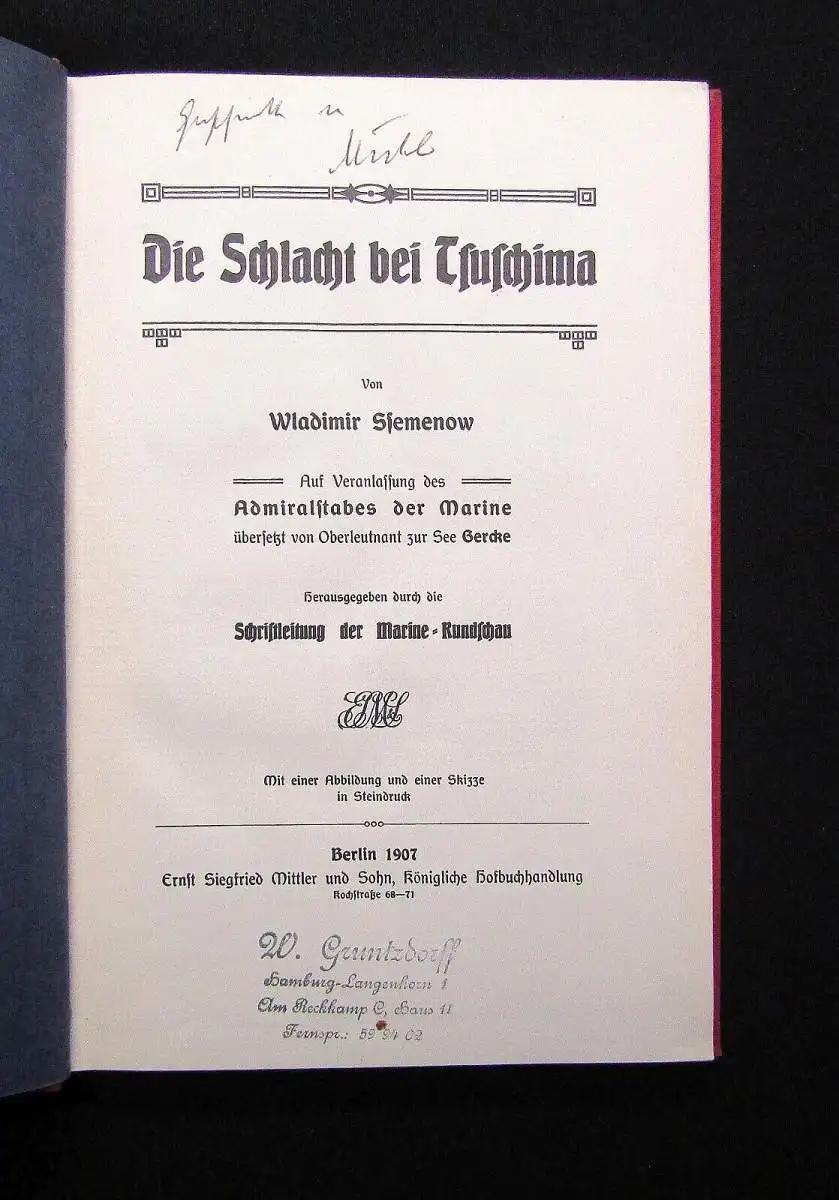 Die Schlacht bei Tsuschima
Von
Wladimir Ssemenow
Auf Veranlassung des
Admiralstabes der Marine
übersetzt von Oberleutnant zur See Gercke
Herausgegeben durch die
Schriftleitung der Marine-Rundschau
Mit einer Abbildung und einer Skizze
in Steindruck
Berlin 1907
Ernst Siegfried Mittler und Sohn, Königliche Hofbuchhandlung
Kochstraße 68—71
W. Gruntzdorff
Hamburg-Langenhorn 1
Am Reckkamp C, Haus 11
Fernspr.: 59 94 02